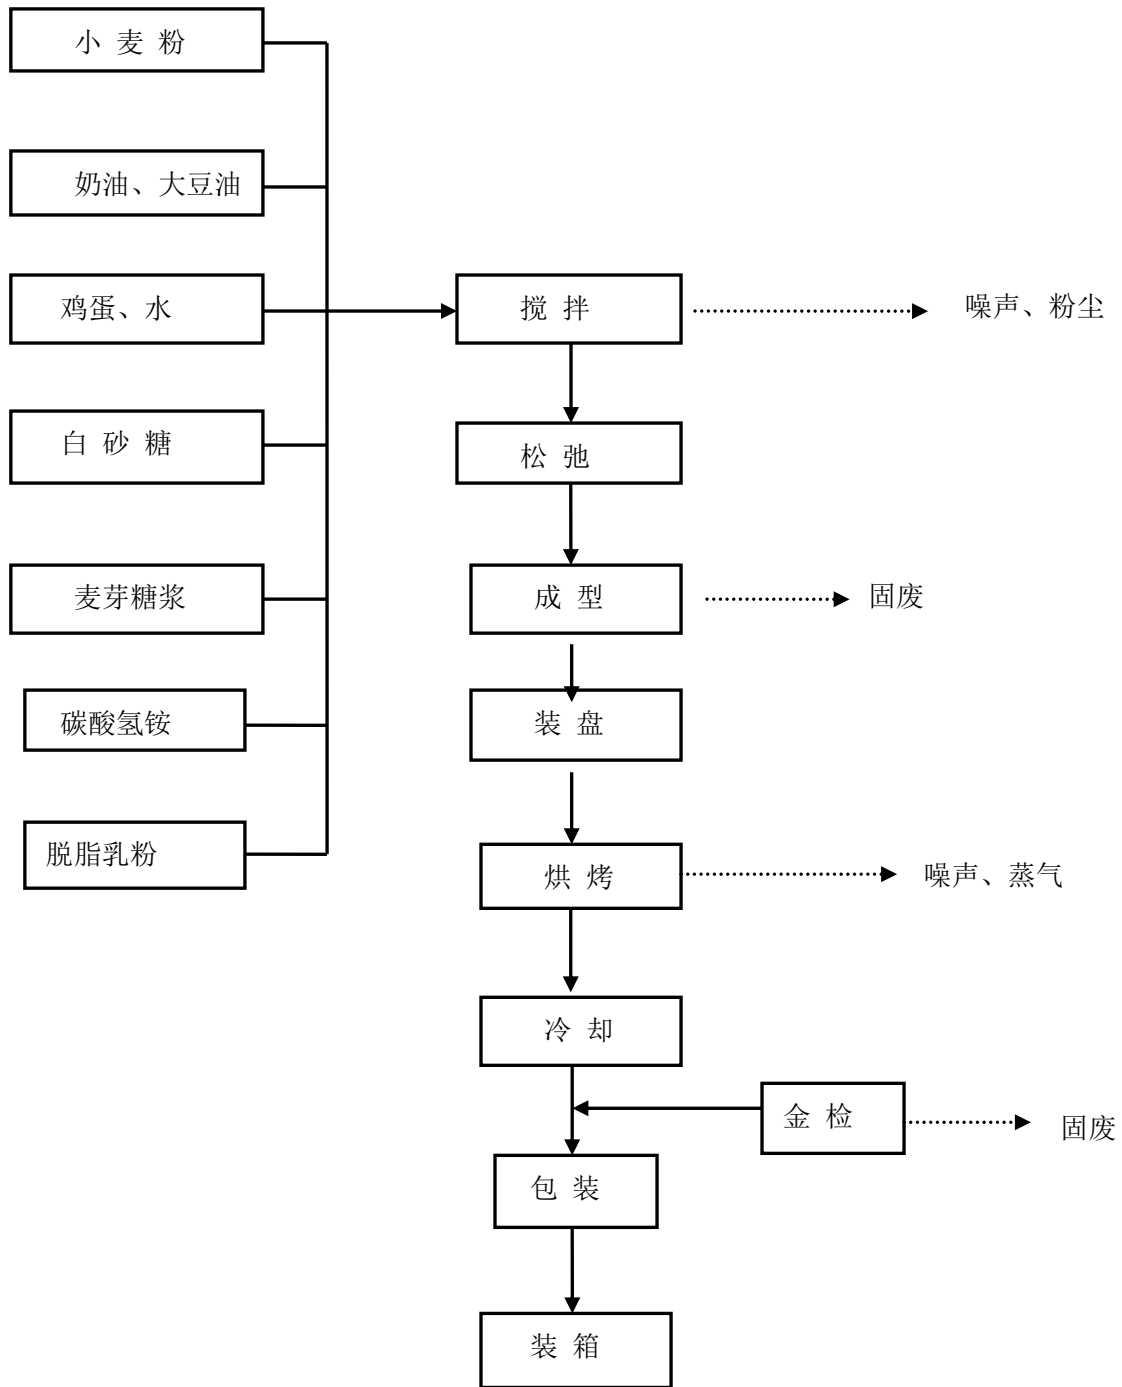 小麦粉
奶油、大豆油
鸡蛋、水
搅拌
噪声、粉尘
白砂糖
松弛
麦芽糖浆
成型
固废
碳酸氢铵
装盘
脱脂乳粉
烘烤
噪声、蒸气
冷却
金检
固废
包装
装箱